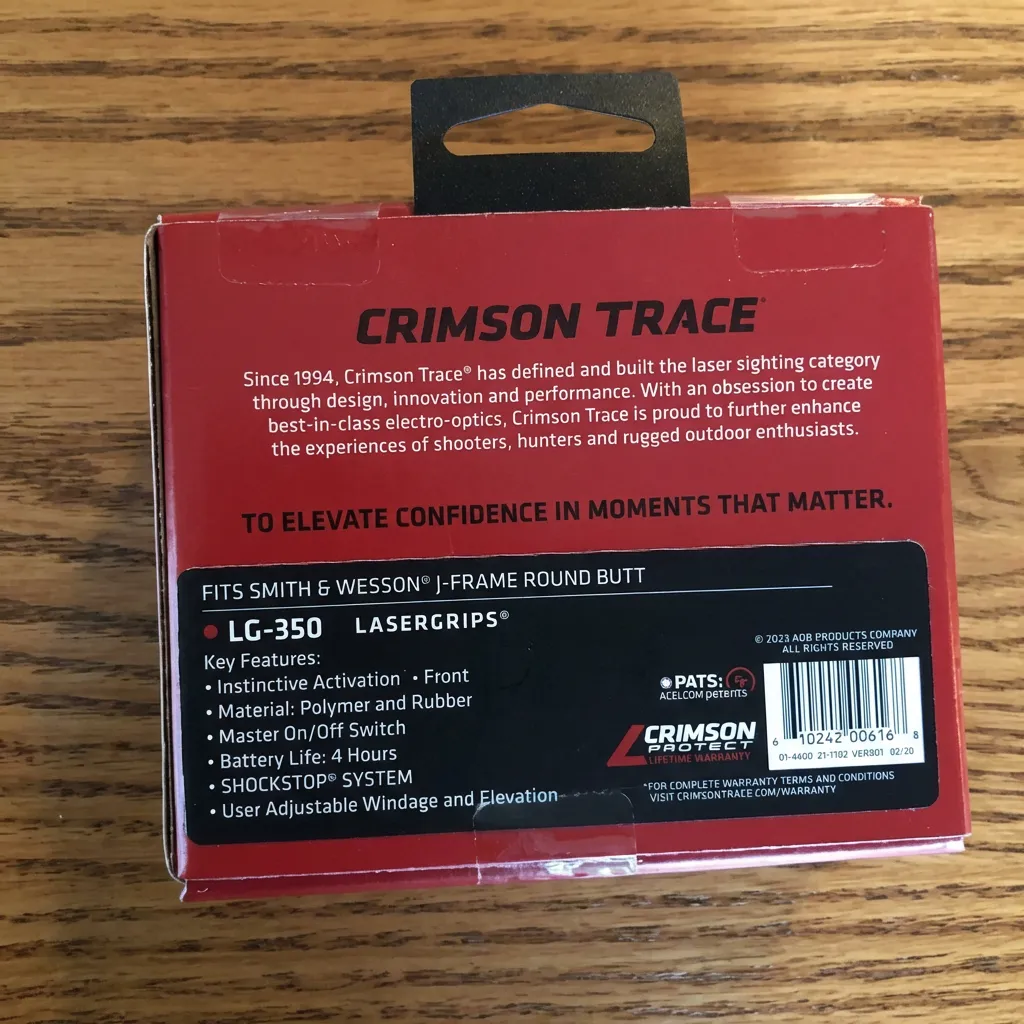 CRIMSON TRACE®
Since 1994, Crimson Trace® has defined and built the laser sighting category
through design, innovation and performance. With an obsession to create
best-in-class electro-optics, Crimson Trace is proud to further enhance
the experiences of shooters, hunters and rugged outdoor enthusiasts.
TO ELEVATE CONFIDENCE IN MOMENTS THAT MATTER.
FITS SMITH & WESSON® J-FRAME ROUND BUTT
• LG-350 LASERGRIPS®
Key Features:
• Instinctive Activation • Front
• Material: Polymer and Rubber
• Master On/Off Switch
• Battery Life: 4 Hours
• SHOCKSTOP® SYSTEM
• User Adjustable Windage and Elevation
© 2023 AOB PRODUCTS COMPANY
ALL RIGHTS RESERVED
PATS:
CRIMSON
PROTECT
LIFETIME WARRANTY
6 10242 00616 8
01-4400 21-1102 VER301 02/20
*FOR COMPLETE WARRANTY TERMS AND CONDITIONS
VISIT CRIMSONTRACE.COM/WARRANTY